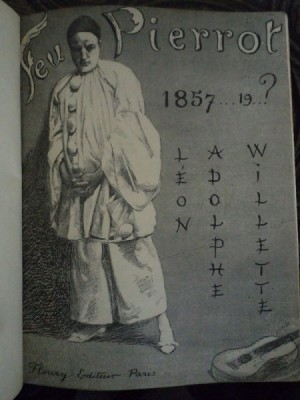 Feu Pierrot
1857...19...?
LÉON
ADOLPHE
WILLETTE
Floury Editeur Paris